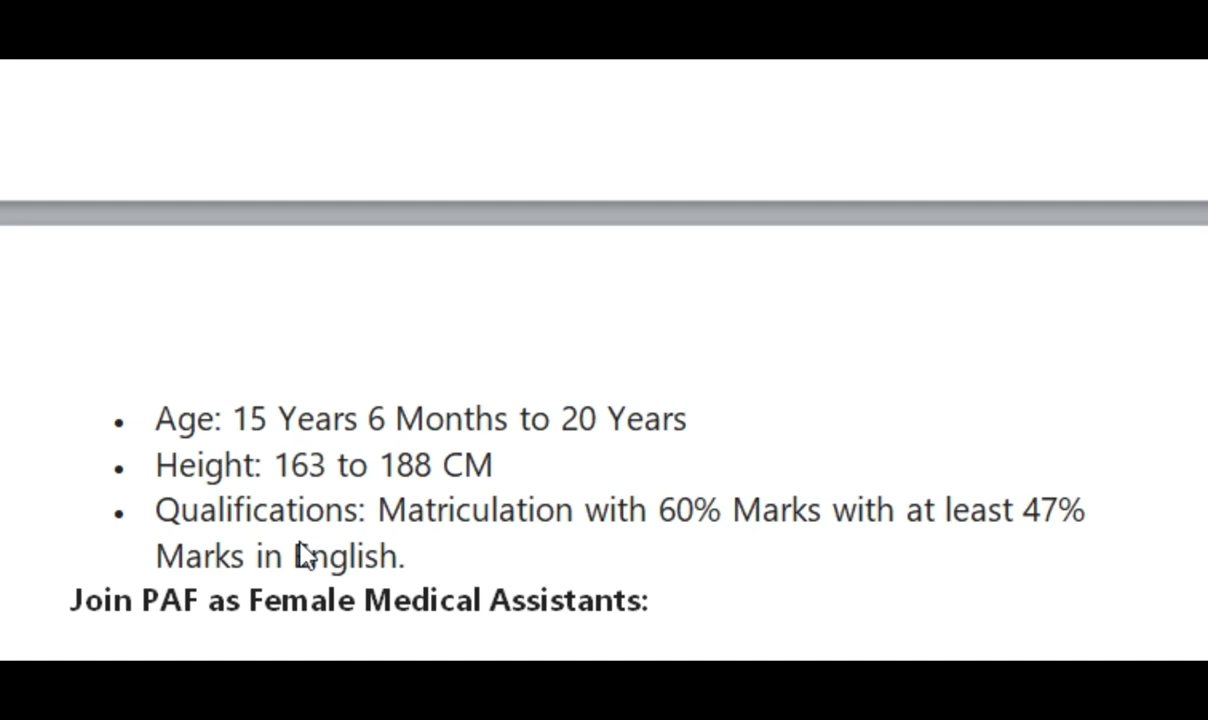 • Age: 15 Years 6 Months to 20 Years
• Height: 163 to 188 CM
• Qualifications: Matriculation with 60% Marks with at least 47%
Marks in English.
Join PAF as Female Medical Assistants: